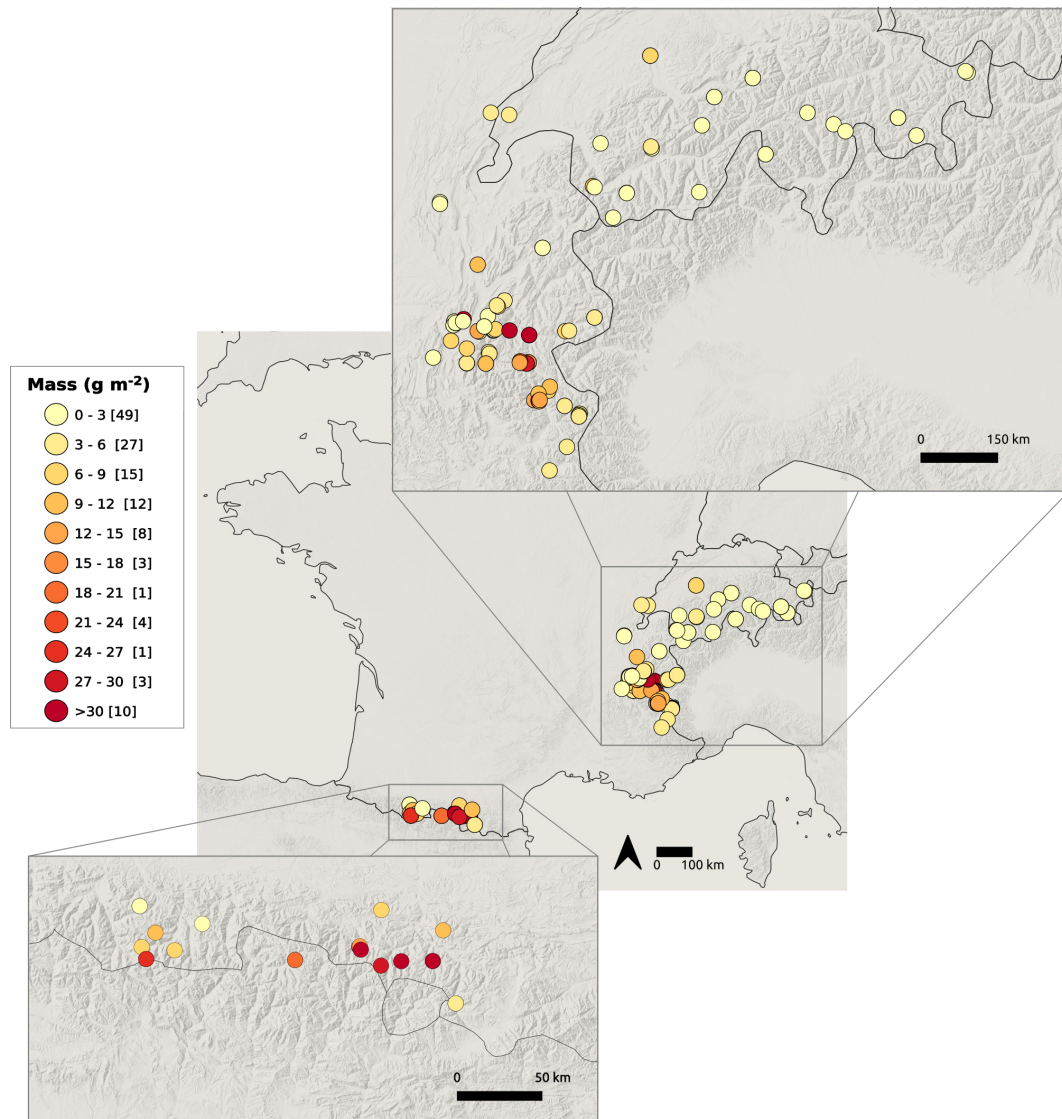 0 150 km
Mass (g m⁻²)
0 - 3 [49]
3 - 6 [27]
6 - 9 [15]
9 - 12 [12]
12 - 15 [8]
15 - 18 [3]
18 - 21 [1]
21 - 24 [4]
24 - 27 [1]
27 - 30 [3]
>30 [10]
0 100 km
0 50 km